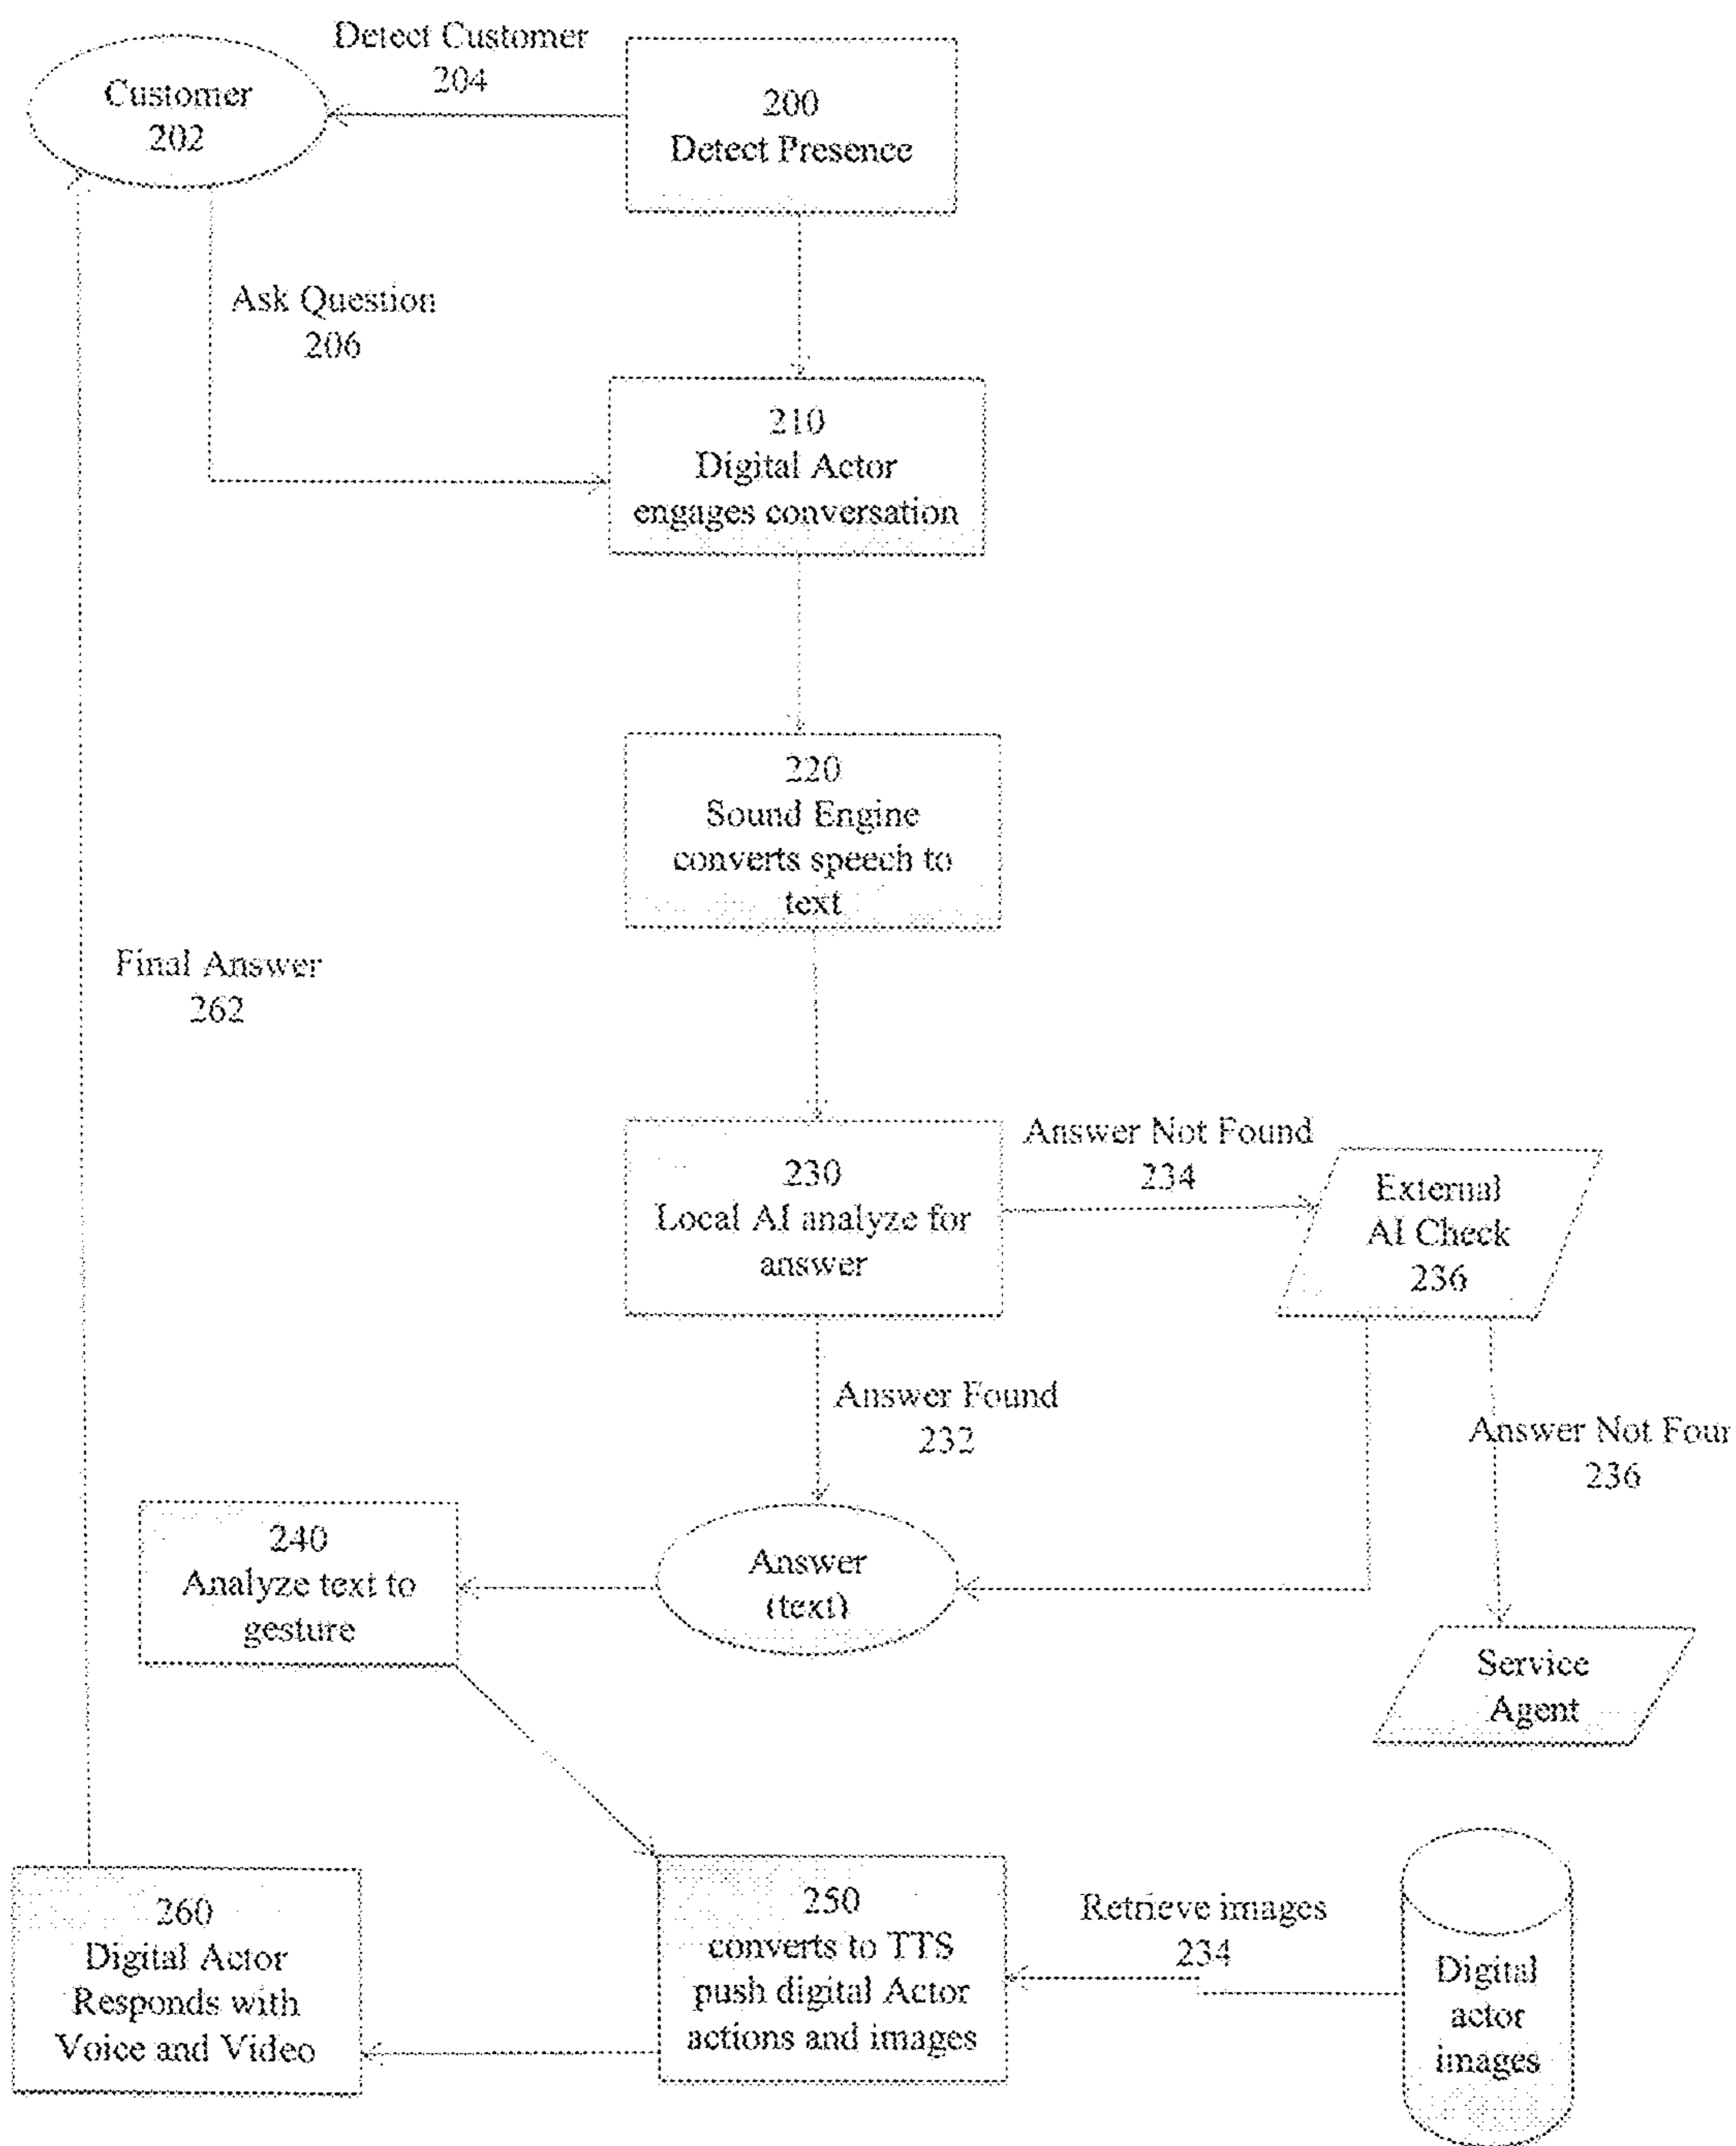 Detect Customer
204
Customer
202
200
Detect Presence
Ask Question
206
210
Digital Actor
engages conversation
220
Sound Engine
converts speech to
text
Final Answer
262
Answer Not Found
234
230
Local AI analyze for
answer
External
AI Check
236
Answer Found
232
Answer Not Foun
236
240
Analyze text to
gesture
Answer
(text)
Service
Agent
260
Digital Actor
Responds with
Voice and Video
250
converts to TTS
push digital Actor
actions and images
Retrieve images
234
Digital
actor
images